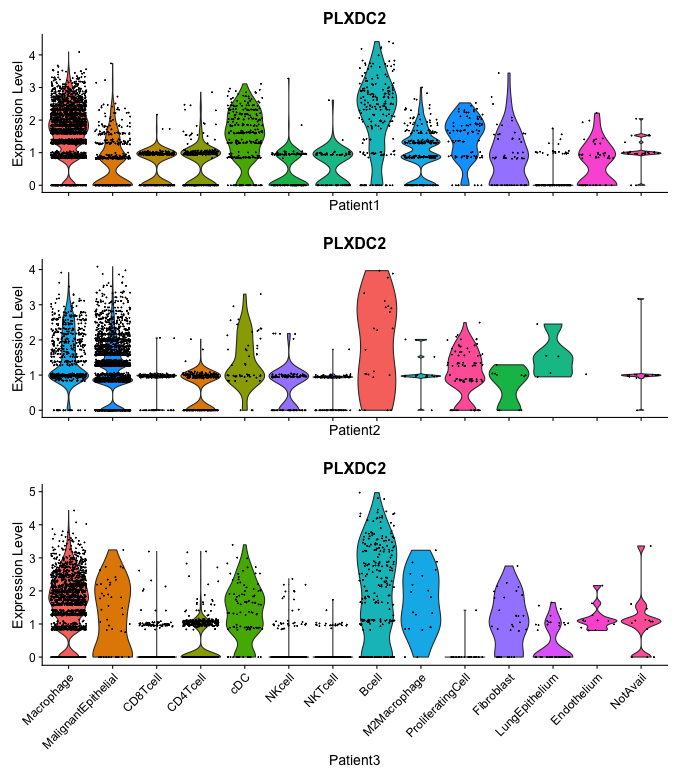 PLXDC2
Expression Level
4
3
2
1
0
Patient1
PLXDC2
Expression Level
4
3
2
1
0
Patient2
PLXDC2
Expression Level
5
4
3
2
1
0
Macrophage
MalignantEpithelial
CD8Tcell
CD4Tcell
cDC
NKcell
NKTcell
Bcell
M2Macrophage
ProliferatingCell
Fibroblast
LungEpithelium
Endothelium
NotAvail
Patient3